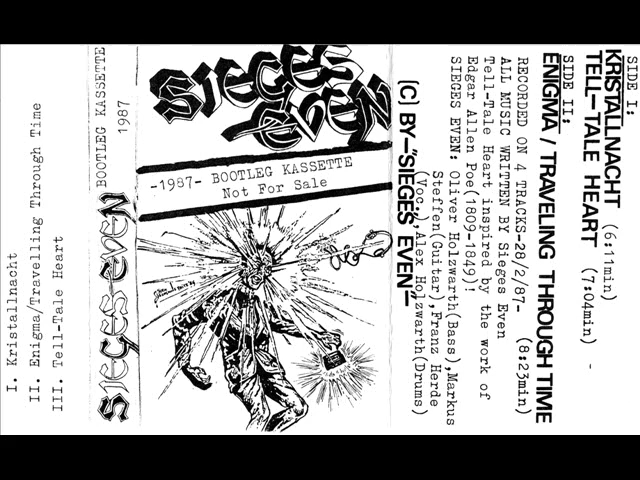 I. Kristallnacht
II. Enigma/Travelling Through Time
III. Tell-Tale Heart
SIEGES EVEN BOOTLEG KASSETTE 1987
SIEGES EVEN
-1987- BOOTLEG KASSETTE
Not For Sale
SIDE I:
KRISTALLNACHT (6:11min)
TELL-TALE HEART (7:04min) -
SIDE II:
ENIGMA / TRAVELING THROUGH TIME (8:23min)
RECORDED ON 4 TRACKS-28/2/87-
ALL MUSIC WRITTEN BY Sieges Even
Tell-Tale Heart inspired by the work of
Edgar Allen Poe(1809-1849)!
SIEGES EVEN: Oliver Holzwarth(Bass),Markus
Steffen(Guitar),Franz Herde
(Voc.),Alex Holzwarth(Drums)
(C) BY-"SIEGES EVEN"-